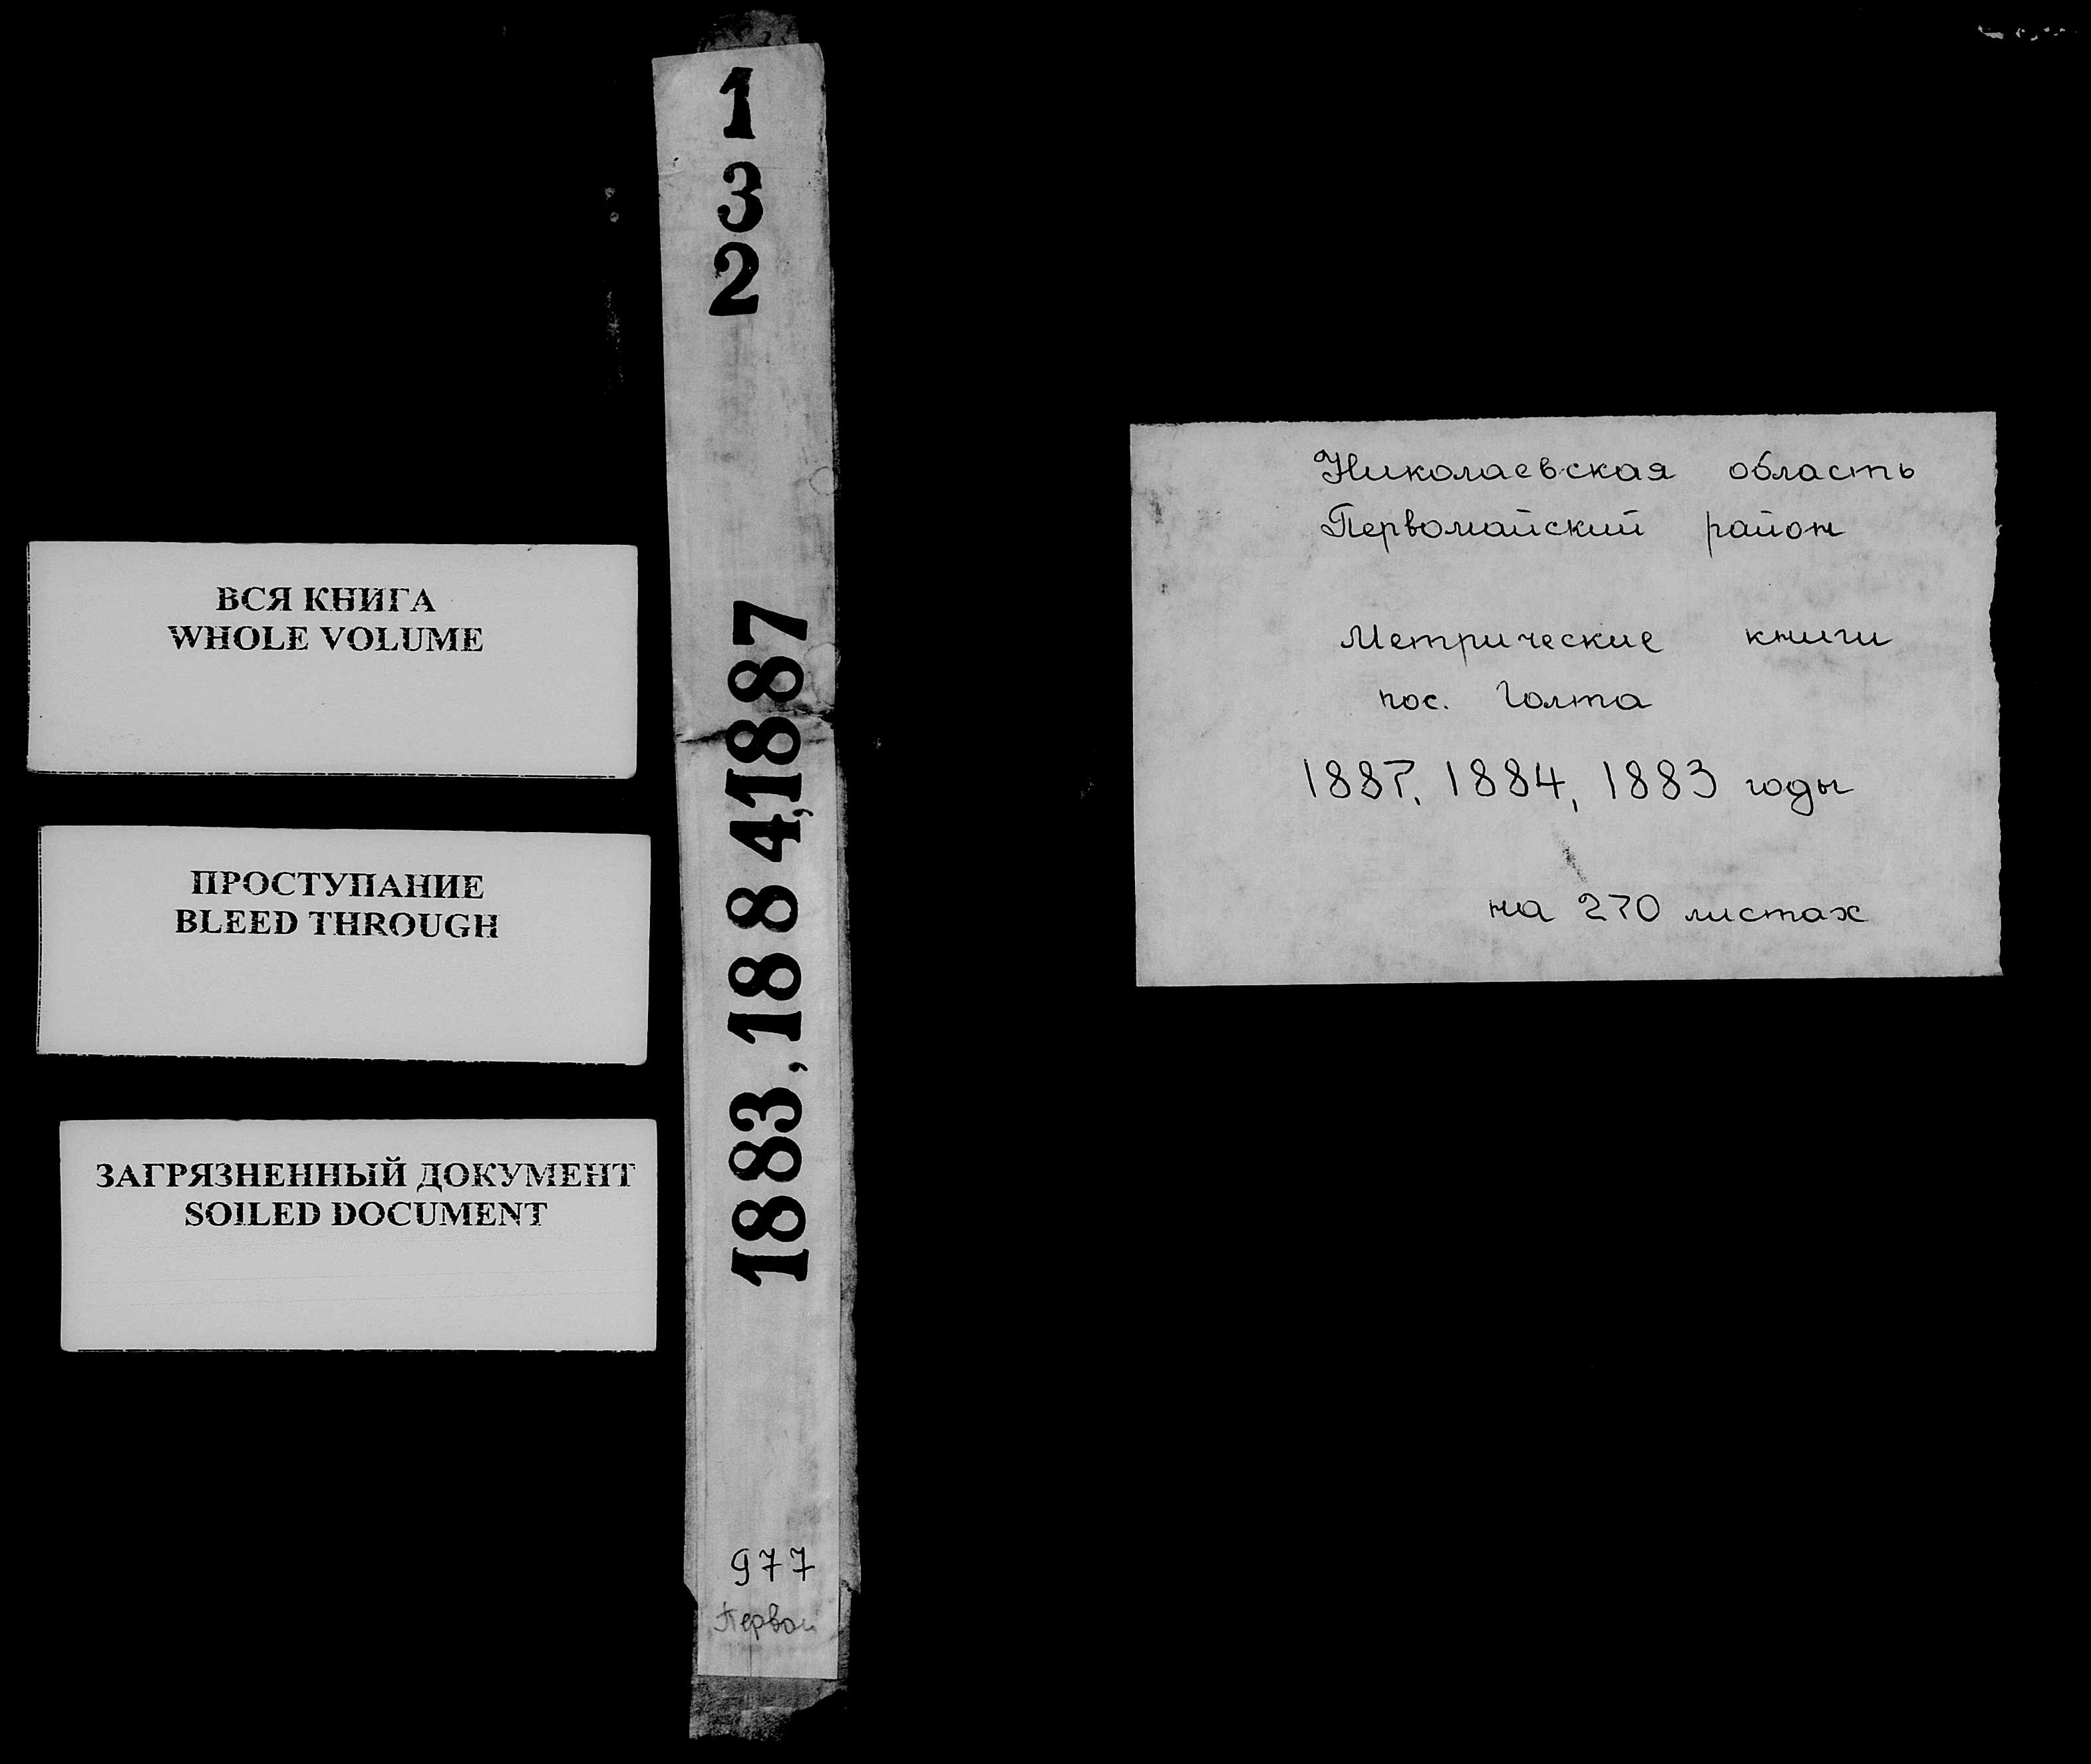 ВСЯ КНИГА
WHOLE VOLUME
ПРОСТУПАНИЕ
BLEED THROUGH
ЗАГРЯЗНЕННЫЙ ДОКУМЕНТ
SOILED DOCUMENT
1
3
2
1883, 1884, 1887
977
Первом
Николаевская область
Первомайский район
Метрические книги
пос. Голта
1887, 1884, 1883 годы
на 270 листах